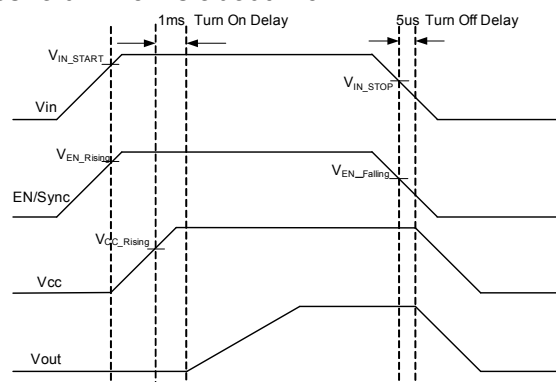 1ms Turn On Delay
5us Turn Off Delay
VIN_START
VIN_STOP
Vin
VEN_Rising
VEN_Falling
EN/Sync
VCC_Rising
Vcc
Vout